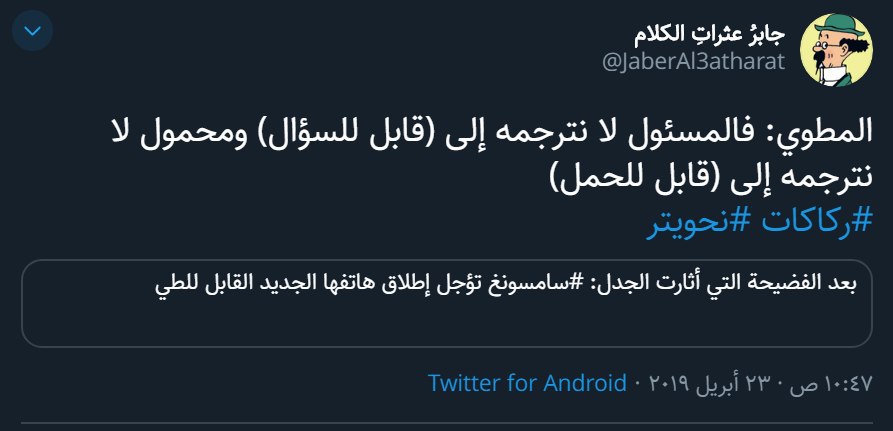 جابرُ عثراتِ الكلام
@JaberAl3atharat
المطوي: فالمسئول لا نترجمه إلى (قابل للسؤال) ومحمول لا
نترجمه إلى (قابل للحمل)
#ركاكات #نحويتر
بعد الفضيحة التي أثارت الجدل: #سامسونغ تؤجل إطلاق هاتفها الجديد القابل للطي
١٠:٤٧ ص · ٢٣ أبريل ٢٠١٩ · Twitter for Android